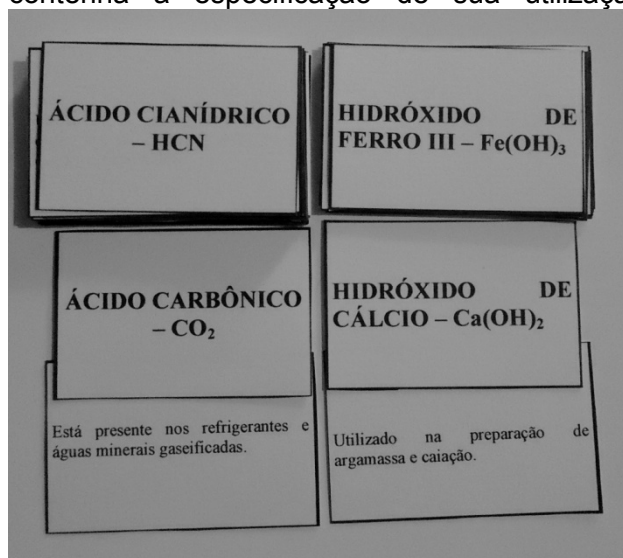 contenha a especificação de sua utilizaçã
ÁCIDO CIANÍDRICO
– HCN
HIDRÓXIDO DE
FERRO III – Fe(OH)₃
ÁCIDO CARBÔNICO
– CO₂
HIDRÓXIDO DE
CÁLCIO – Ca(OH)₂
Está presente nos refrigerantes e
águas minerais gaseificadas.
Utilizado na preparação de
argamassa e caiação.